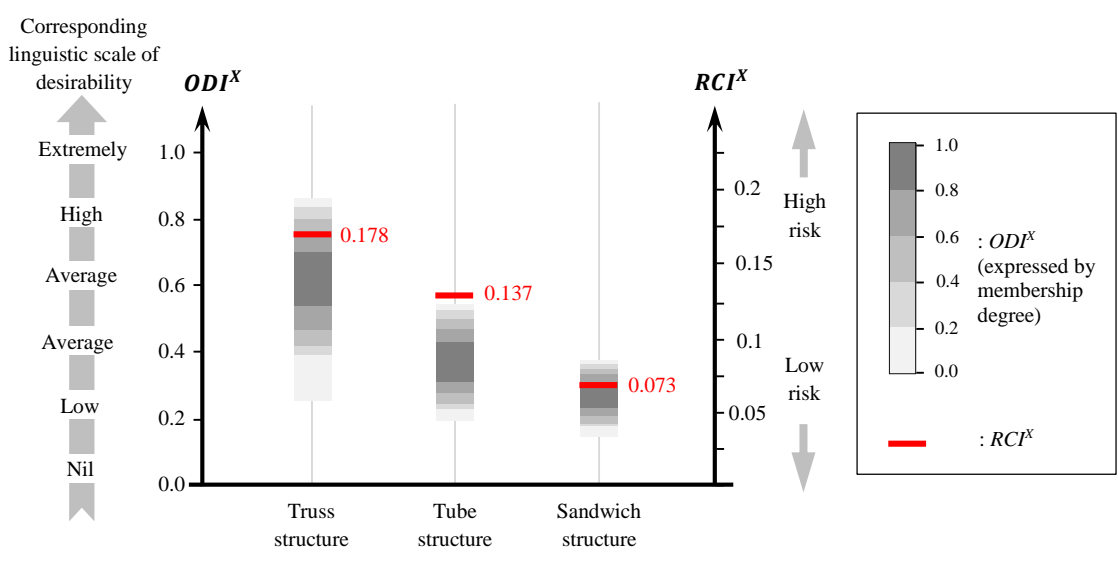 Corresponding
linguistic scale of
desirability
Extremely
High
Average
Average
Low
Nil
ODI^X
1.0
0.8
0.6
0.4
0.2
0.0
0.178
0.137
0.073
Truss
structure
Tube
structure
Sandwich
structure
RCI^X
0.2
0.15
0.1
0.05
High
risk
Low
risk
1.0
0.8
0.6
0.4
0.2
0.0
: ODI^X
(expressed by
membership
degree)
: RCI^X